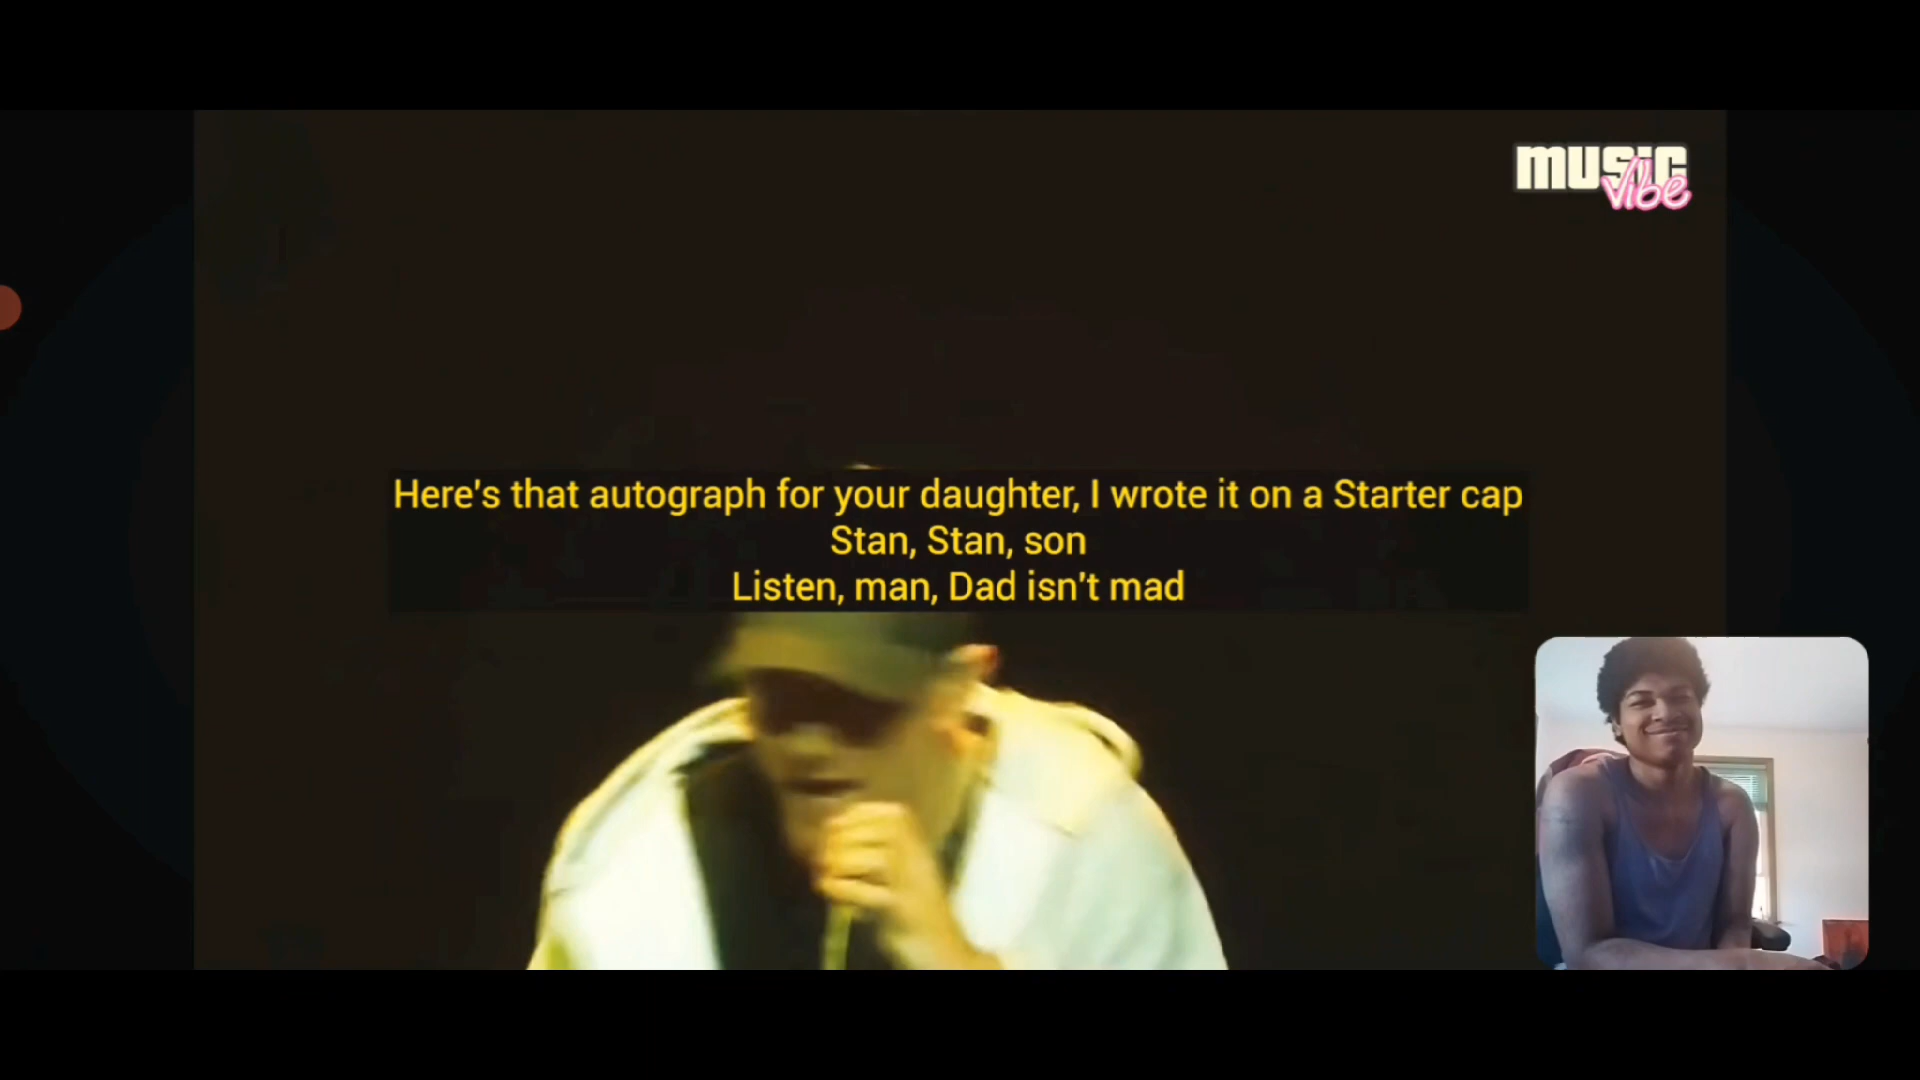 music
vibe
Here's that autograph for your daughter, I wrote it on a Starter cap
Stan, Stan, son
Listen, man, Dad isn't mad